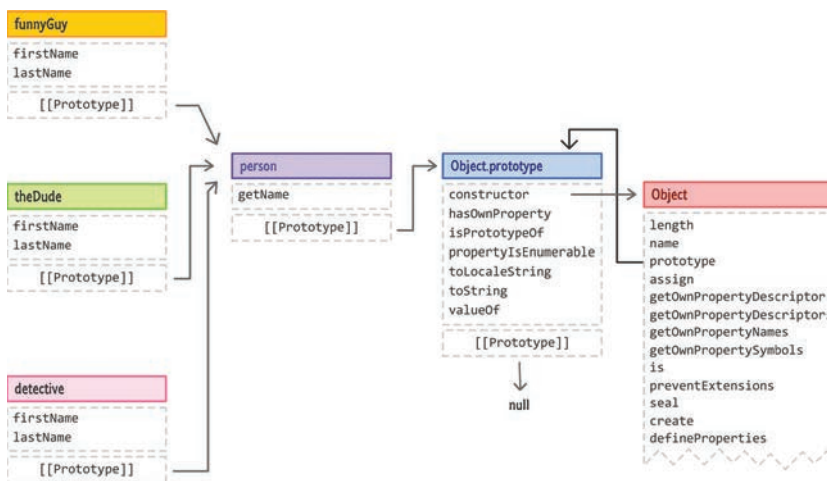 funnyGuy
firstName
lastName
[[Prototype]]
theDude
firstName
lastName
[[Prototype]]
detective
firstName
lastName
[[Prototype]]
person
getName
[[Prototype]]
Object.prototype
constructor
hasOwnProperty
isPrototypeOf
propertyIsEnumerable
toLocaleString
toString
valueOf
[[Prototype]]
null
Object
length
name
prototype
assign
getOwnPropertyDescriptor
getOwnPropertyDescriptors
getOwnPropertyNames
getOwnPropertySymbols
is
preventExtensions
seal
create
defineProperties